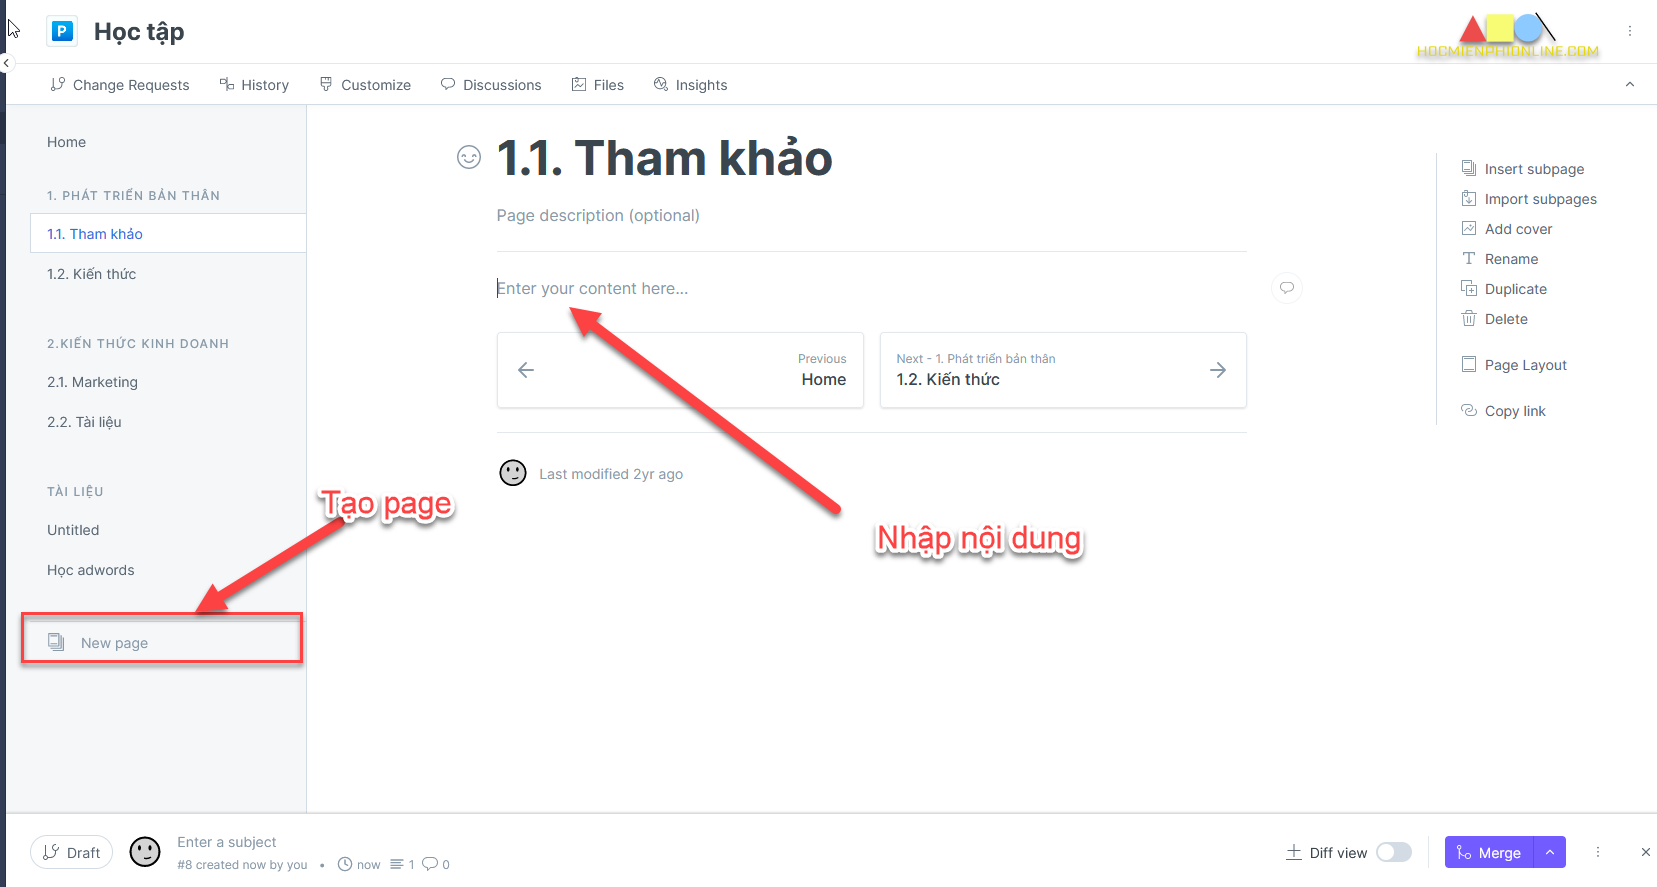 P
Học tập
HOCMIENPHIONLINE.COM
Change Requests
History
Customize
Discussions
Files
Insights
Home
1. PHÁT TRIỂN BẢN THÂN
1.1. Tham khảo
1.2. Kiến thức
2.KIẾN THỨC KINH DOANH
2.1. Marketing
2.2. Tài liệu
TÀI LIỆU
Untitled
Học adwords
New page
Tạo page
1.1. Tham khảo
Page description (optional)
Enter your content here...
Previous
Home
Next - 1. Phát triển bản thân
1.2. Kiến thức
Last modified 2yr ago
Nhập nội dung
Insert subpage
Import subpages
Add cover
Rename
Duplicate
Delete
Page Layout
Copy link
Draft
Enter a subject
#8 created now by you • now 1 0
Diff view
Merge